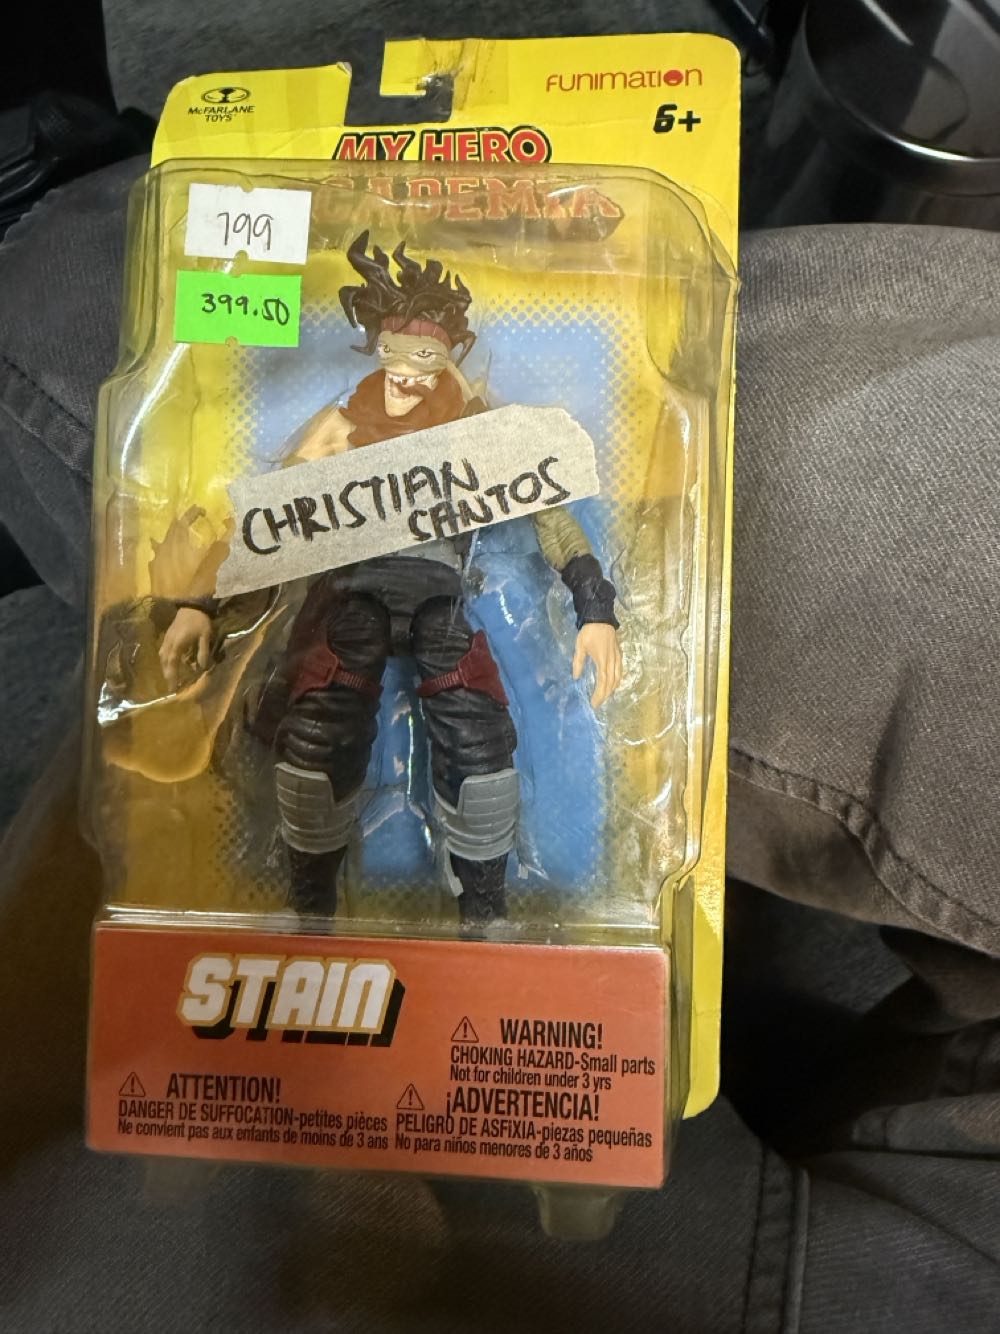 McFARLANE
TOYS
FUNIMATION
6+
MY HERO
ACADEMIA
799
399.50
CHRISTIAN
SANTOS
STAIN
WARNING!
CHOKING HAZARD-Small parts
Not for children under 3 yrs
ATTENTION!
DANGER DE SUFFOCATION-petites pièces
Ne convient pas aux enfants de moins de 3 ans
¡ADVERTENCIA!
PELIGRO DE ASFIXIA-piezas pequeñas
No para niños menores de 3 años